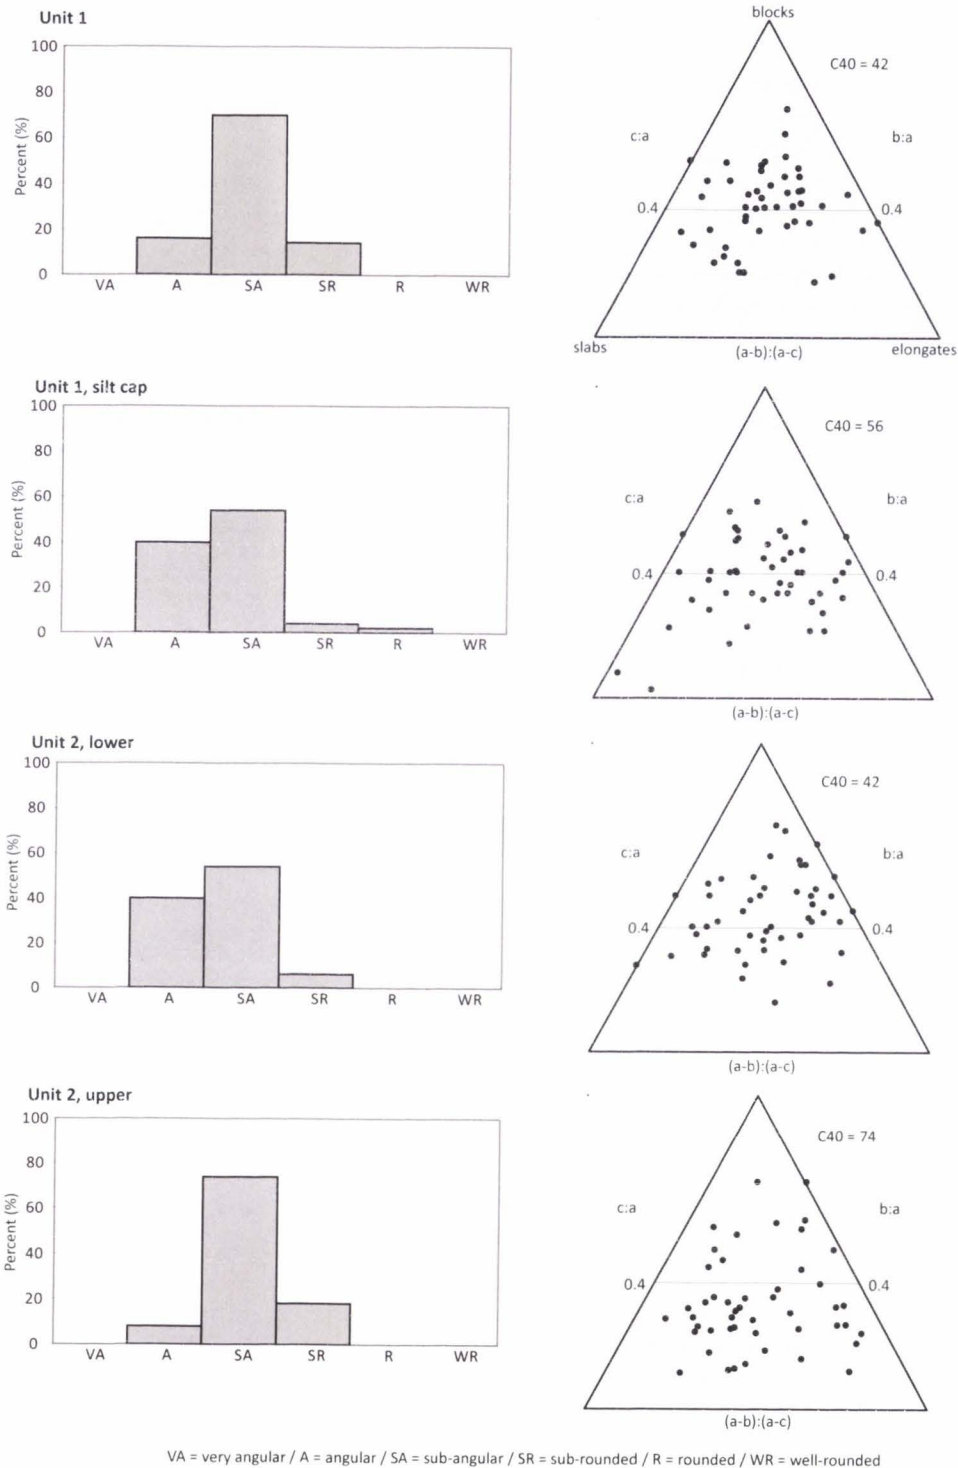 Unit 1
100
80
60
40
20
0
Percent (%)
VA A SA SR R WR
blocks
C40 = 42
c:a b:a
0.4 0.4
slabs (a-b):(a-c) elongates
Unit 1, silt cap
100
80
60
40
20
0
Percent (%)
VA A SA SR R WR
C40 = 56
c:a b:a
0.4 0.4
(a-b):(a-c)
Unit 2, lower
100
80
60
40
20
0
Percent (%)
VA A SA SR R WR
C40 = 42
c:a b:a
0.4 0.4
(a-b):(a-c)
Unit 2, upper
100
80
60
40
20
0
Percent (%)
VA A SA SR R WR
C40 = 74
c:a b:a
0.4 0.4
(a-b):(a-c)
VA = very angular / A = angular / SA = sub-angular / SR = sub-rounded / R = rounded / WR = well-rounded